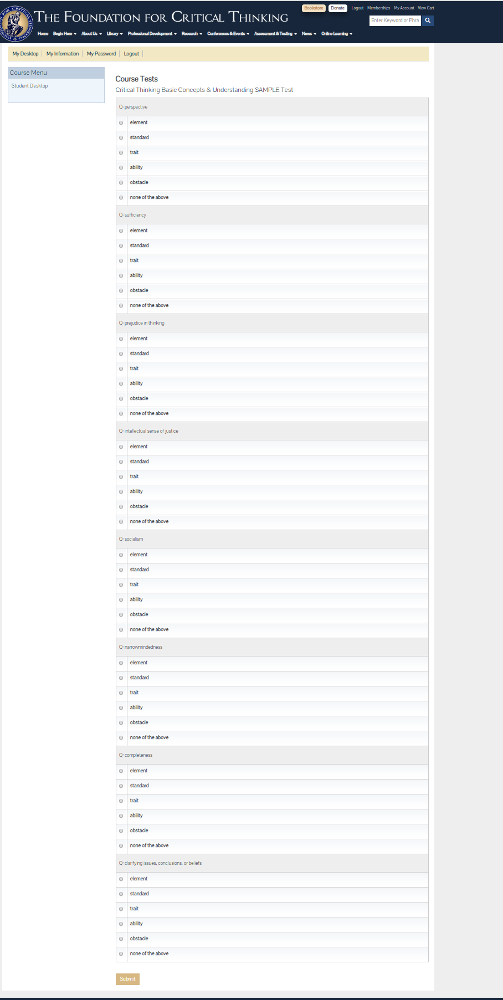 THE FOUNDATION FOR CRITICAL THINKING
Bookstore Donate Logout Memberships My Account View Cart
Enter Keyword or Phra
Home Begin Here About Us Library Professional Development Research Conferences & Events Assessment & Testing News Online Learning
My Desktop My Information My Password Logout
Course Menu
Student Desktop
Course Tests
Critical Thinking Basic Concepts & Understanding SAMPLE Test
Q: perspective
element
standard
trait
ability
obstacle
none of the above
Q: sufficiency
element
standard
trait
ability
obstacle
none of the above
Q: prejudice in thinking
element
standard
trait
ability
obstacle
none of the above
Q: intellectual sense of justice
element
standard
trait
ability
obstacle
none of the above
Q: socialism
element
standard
trait
ability
obstacle
none of the above
Q: narrowmindedness
element
standard
trait
ability
obstacle
none of the above
Q: completeness
element
standard
trait
ability
obstacle
none of the above
Q: clarifying issues, conclusions, or beliefs
element
standard
trait
ability
obstacle
none of the above
Submit